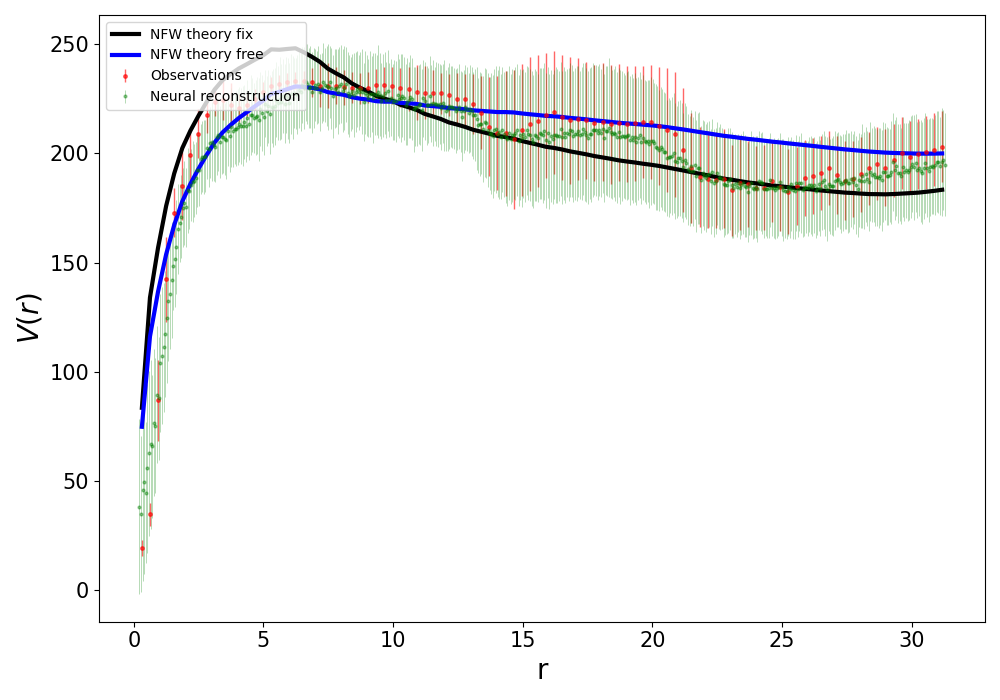 NFW theory fix
NFW theory free
Observations
Neural reconstruction
250
200
150
100
50
0
V(r)
0 5 10 15 20 25 30
r